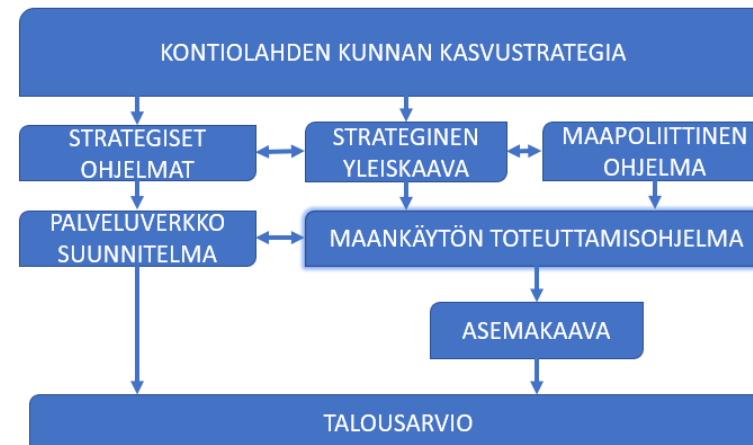 KONTIOLAHDEN KUNNAN KASVUSTRATEGIA
STRATEGISET
OHJELMAT
STRATEGINEN
YLEISKAAVA
MAAPOLIITTINEN
OHJELMA
PALVELUVERKKO
SUUNNITELMA
MAANKÄYTÖN TOTEUTTAMISOHJELMA
ASEMAKAAVA
TALOUSARVIO